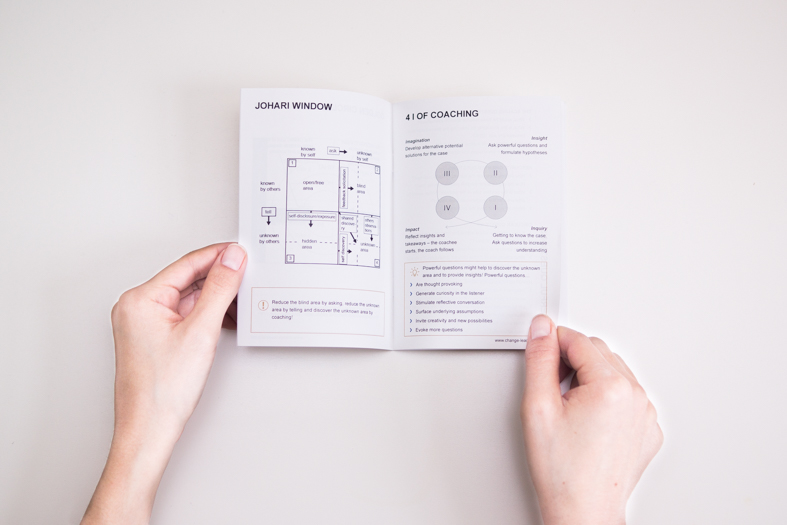 JOHARI WINDOW
known
by self
ask
unknown
by self
1
2
known
by others
open/free
area
feedback solicitation
blind
area
tell
self-disclosure/exposure
shared
discover
y
others
observa
tions
unknown
by others
hidden
area
self-discovery
unknown
area
3
4
Reduce the blind area by asking, reduce the unknown
area by telling and discover the unknown area by
coaching!
4 I OF COACHING
Imagination
Develop alternative potential
solutions for the case
Insight
Ask powerful questions and
formulate hypotheses
III
II
IV
I
Impact
Reflect insights and
takeaways – the coachee
starts, the coach follows
Inquiry
Getting to know the case.
Ask questions to increase
understanding
Powerful questions might help to discover the unknown
area and to provide insights! Powerful questions
Are thought provoking
Generate curiosity in the listener
Stimulate reflective conversation
Surface underlying assumptions
Invite creativity and new possibilities
Evoke more questions